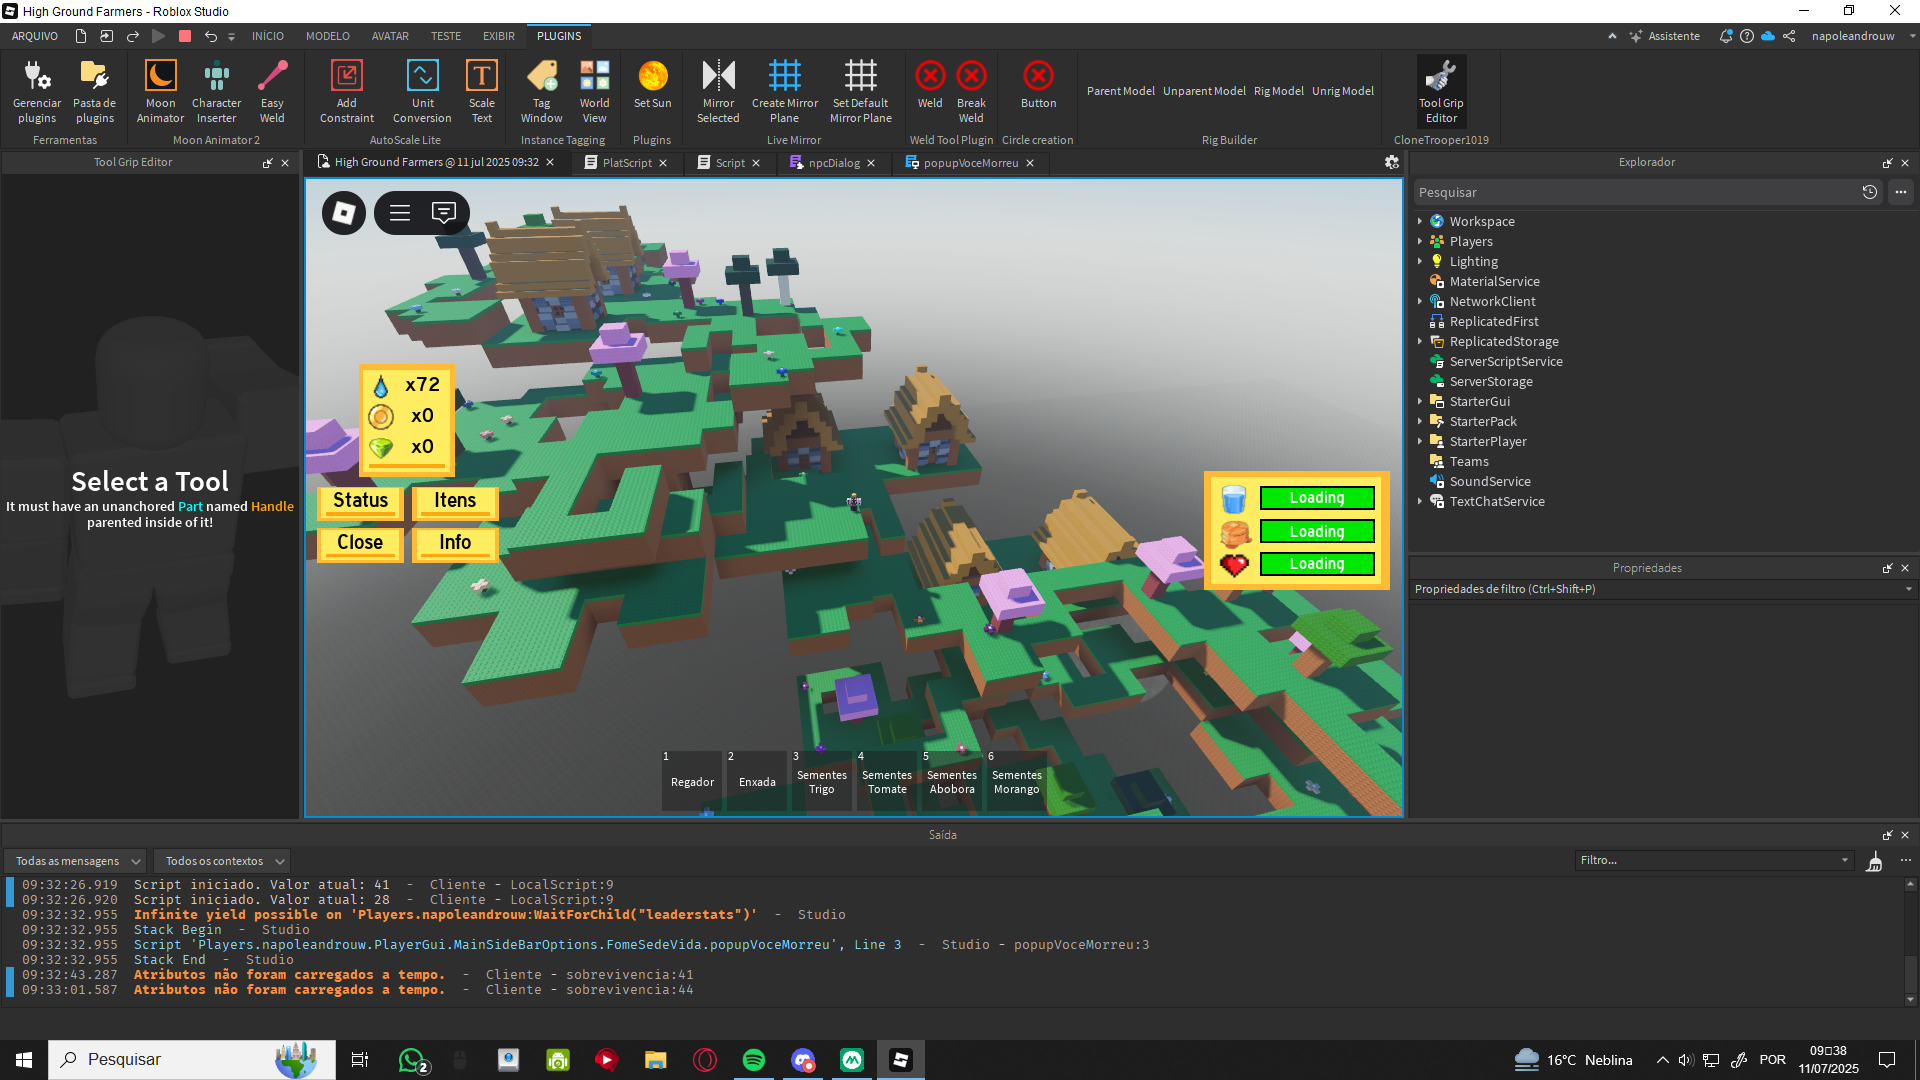 High Ground Farmers - Roblox Studio
ARQUIVO
INÍCIO
MODELO
AVATAR
TESTE
EXIBIR
PLUGINS
Assistente
napoleandrouw
Gerenciar plugins
Pasta de plugins
Moon Animator
Character Inserter
Easy Weld
Add Constraint
Unit Conversion
Scale Text
Tag Window
World View
Set Sun
Mirror Selected
Create Mirror Plane
Set Default Mirror Plane
Weld
Break Weld
Button
Parent Model
Unparent Model
Rig Model
Unrig Model
Tool Grip Editor
Ferramentas
Moon Animator 2
AutoScale Lite
Instance Tagging
Plugins
Live Mirror
Weld Tool Plugin
Circle creation
Rig Builder
CloneTrooper1019
Tool Grip Editor
High Ground Farmers @ 11 jul 2025 09:32
PlatScript
Script
npcDialog
popupVoceMorreu
Explorador
Pesquisar
Workspace
Players
Lighting
MaterialService
NetworkClient
ReplicatedFirst
ReplicatedStorage
ServerScriptService
ServerStorage
StarterGui
StarterPack
StarterPlayer
Teams
SoundService
TextChatService
Propriedades
Propriedades de filtro (Ctrl+Shift+P)
Select a Tool
It must have an unanchored Part named Handle
parented inside of it!
x72
x0
x0
Status
Itens
Close
Info
Loading
Loading
Loading
1
Regador
2
Enxada
3
Sementes
Trigo
4
Sementes
Tomate
5
Sementes
Abobora
6
Sementes
Morango
Saída
Todas as mensagens
Todos os contextos
Filtro...
09:32:26.919 Script iniciado. Valor atual: 41 - Cliente - LocalScript:9
09:32:26.920 Script iniciado. Valor atual: 28 - Cliente - LocalScript:9
09:32:32.955 Infinite yield possible on 'Players.napoleandrouw:WaitForChild("leaderstats")' - Studio
09:32:32.955 Stack Begin - Studio
09:32:32.955 Script 'Players.napoleandrouw.PlayerGui.MainSideBarOptions.FomeSedeVida.popupVoceMorreu', Line 3 - Studio - popupVoceMorreu:3
09:32:32.955 Stack End - Studio
09:32:43.287 Atributos não foram carregados a tempo. - Cliente - sobrevivencia:41
09:33:01.587 Atributos não foram carregados a tempo. - Cliente - sobrevivencia:44
Pesquisar
2
16°C Neblina
POR
09□38
11/07/2025